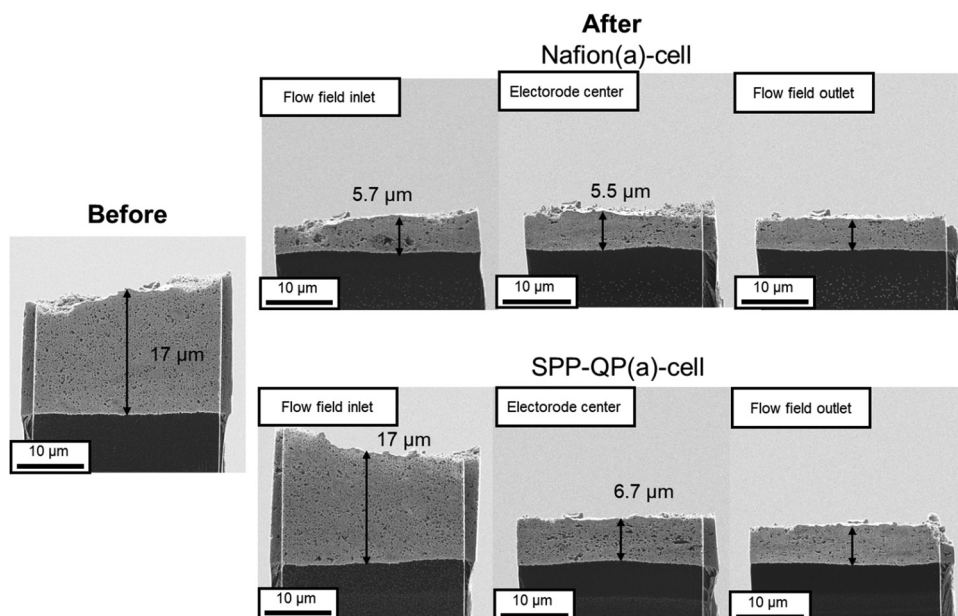 After
Nafion(a)-cell
Flow field inlet
Electorode center
Flow field outlet
5.7 µm
5.5 µm
10 µm
10 µm
10 µm
Before
17 µm
10 µm
SPP-QP(a)-cell
Flow field inlet
Electorode center
Flow field outlet
17 µm
6.7 µm
10 µm
10 µm
10 µm